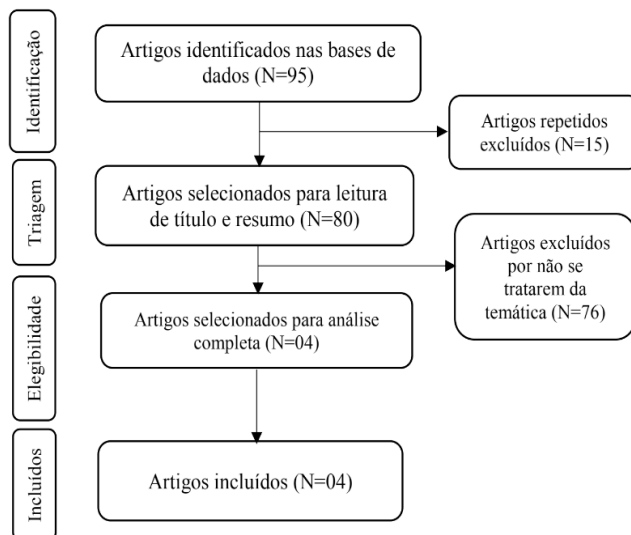 Identificação
Artigos identificados nas bases de
dados (N=95)
Artigos repetidos
excluídos (N=15)
Triagem
Artigos selecionados para leitura
de título e resumo (N=80)
Artigos excluídos
por não se
tratarem da
temática (N=76)
Elegibilidade
Artigos selecionados para análise
completa (N=04)
Incluídos
Artigos incluídos (N=04)